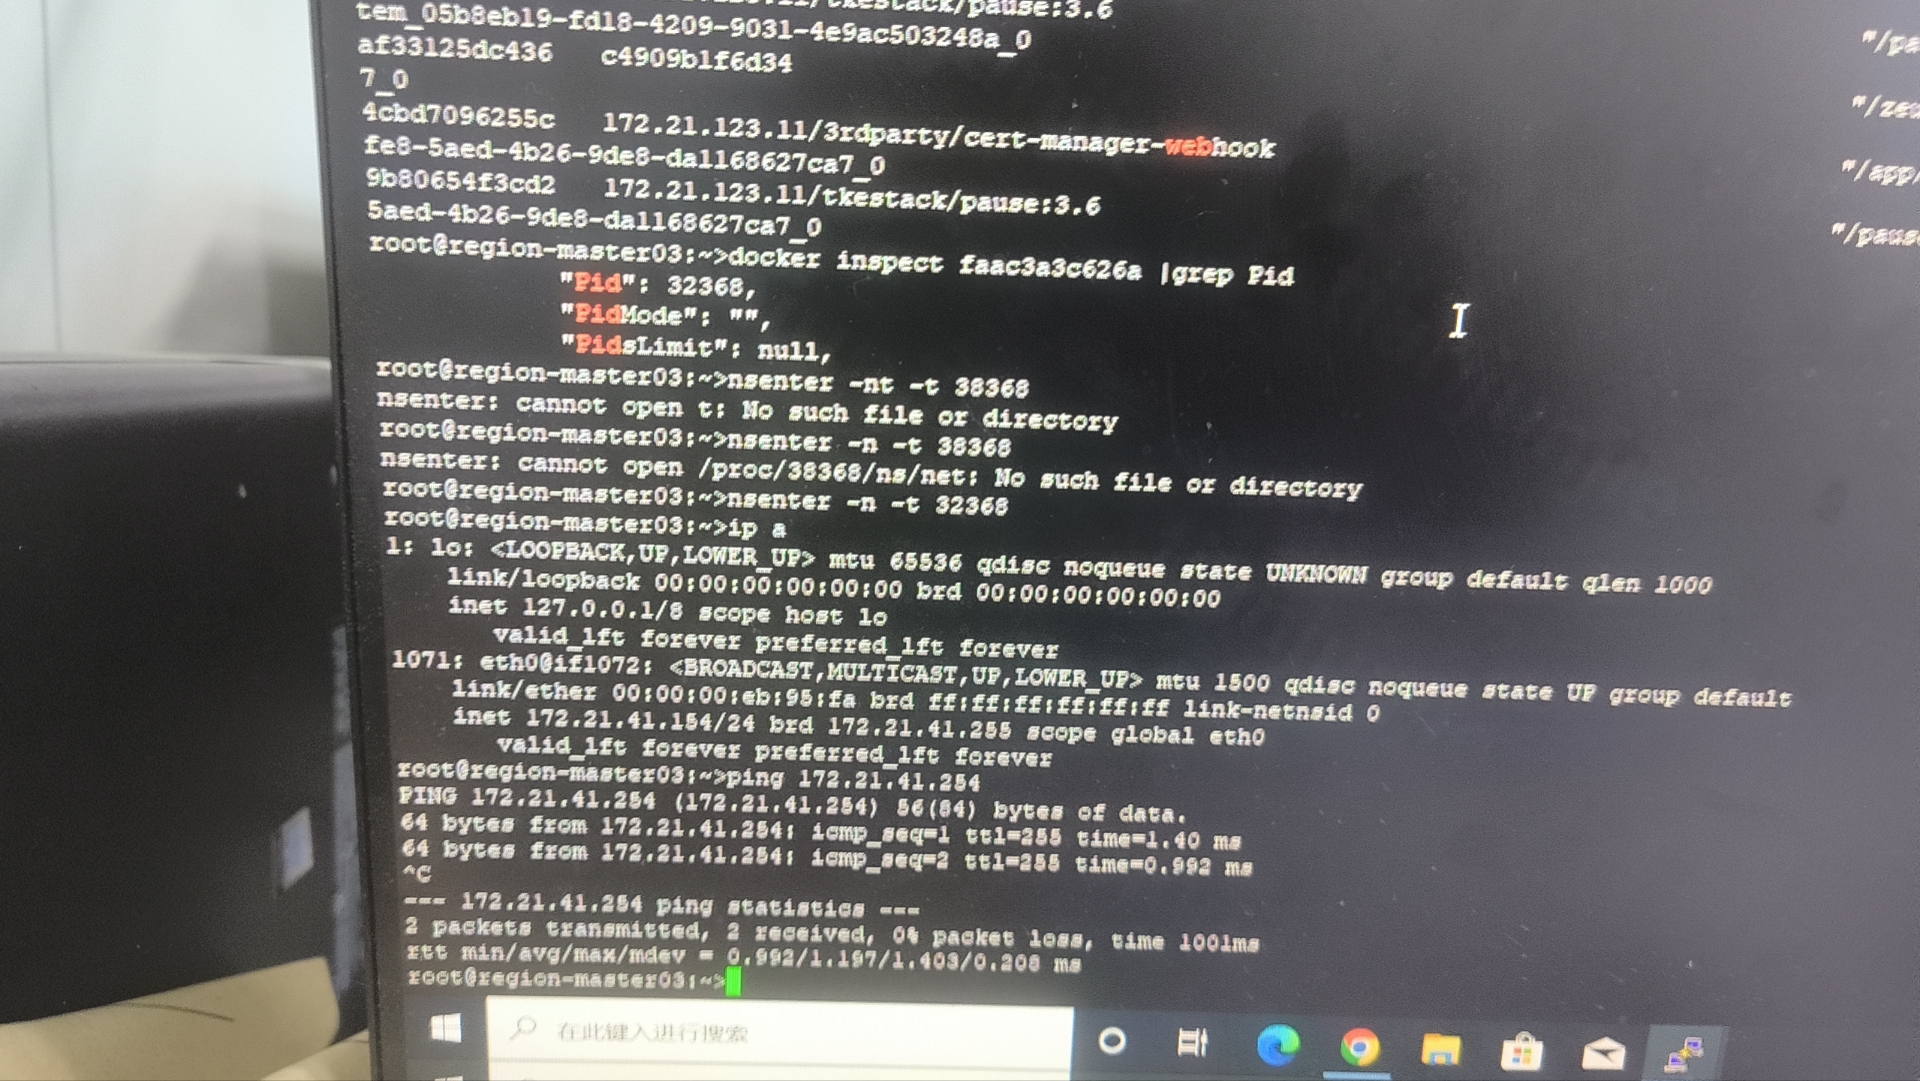 /tkestack/pause:3.6
tem_05b8eb19-fd18-4209-9031-4e9ac503248a_0
af33125dc436 c4909b1f6d34
7_0
4cbd7096255c 172.21.123.11/3rdparty/cert-manager-webhook
fe8-5aed-4b26-9de8-da1168627ca7_0
9b80654f3cd2 172.21.123.11/tkestack/pause:3.6
5aed-4b26-9de8-da1168627ca7_0
root@region-master03:~>docker inspect faac3a3c626a |grep Pid
"Pid": 32368,
"PidMode": "",
"PidsLimit": null,
root@region-master03:~>nsenter -nt -t 38368
nsenter: cannot open t: No such file or directory
root@region-master03:~>nsenter -n -t 38368
nsenter: cannot open /proc/38368/ns/net: No such file or directory
root@region-master03:~>nsenter -n -t 32368
root@region-master03:~>ip a
1: lo: <LOOPBACK,UP,LOWER_UP> mtu 65536 qdisc noqueue state UNKNOWN group default qlen 1000
link/loopback 00:00:00:00:00:00 brd 00:00:00:00:00:00
inet 127.0.0.1/8 scope host lo
valid_lft forever preferred_lft forever
1071: eth0@if1072: <BROADCAST,MULTICAST,UP,LOWER_UP> mtu 1500 qdisc noqueue state UP group default
link/ether 00:00:00:eb:95:fa brd ff:ff:ff:ff:ff:ff link-netnsid 0
inet 172.21.41.154/24 brd 172.21.41.255 scope global eth0
valid_lft forever preferred_lft forever
root@region-master03:~>ping 172.21.41.254
PING 172.21.41.254 (172.21.41.254) 56(84) bytes of data.
64 bytes from 172.21.41.254: icmp_seq=1 ttl=255 time=1.40 ms
64 bytes from 172.21.41.254: icmp_seq=2 ttl=255 time=0.992 ms
^C
--- 172.21.41.254 ping statistics ---
2 packets transmitted, 2 received, 0% packet loss, time 1001ms
rtt min/avg/max/mdev = 0.992/1.197/1.403/0.208 ms
root@region-master03:~>
"/pa
"/zeu
"/app/
"/pause
在此键入进行搜索